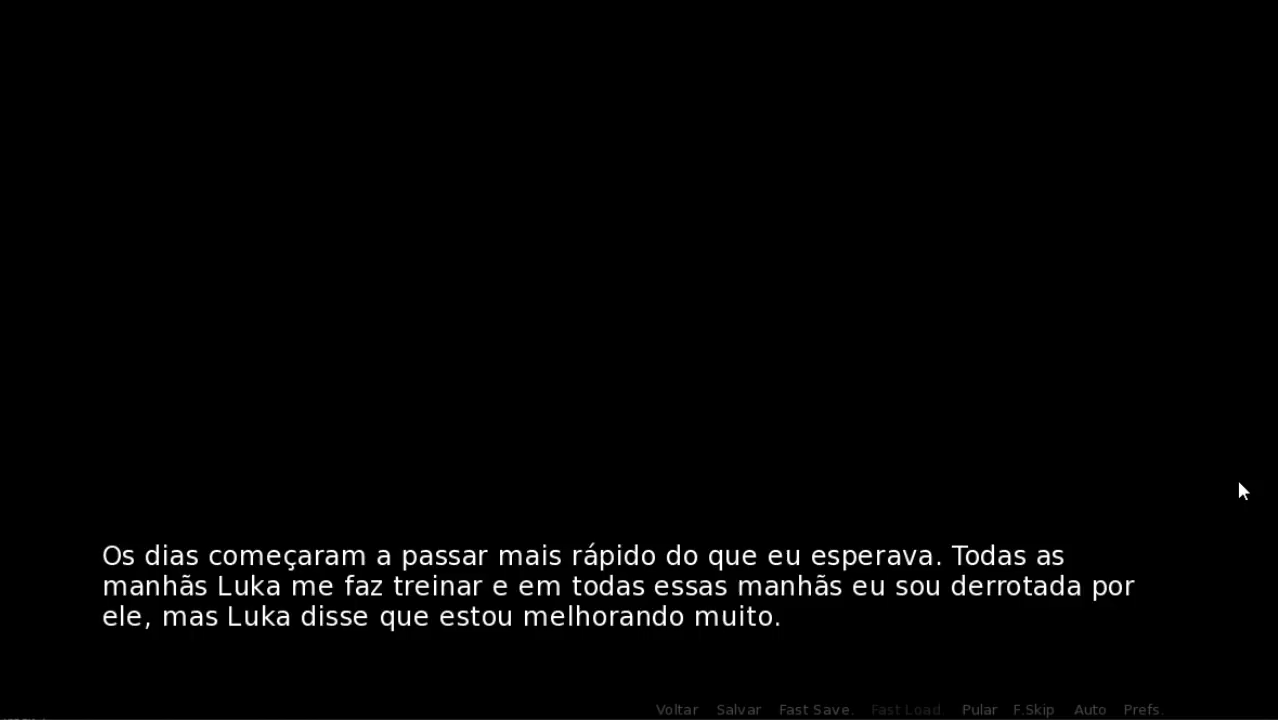 Os dias começaram a passar mais rápido do que eu esperava. Todas as
manhãs Luka me faz treinar e em todas essas manhãs eu sou derrotada por
ele, mas Luka disse que estou melhorando muito.
Voltar Salvar Fast Save. Fast Load. Pular F.Skip Auto Prefs.